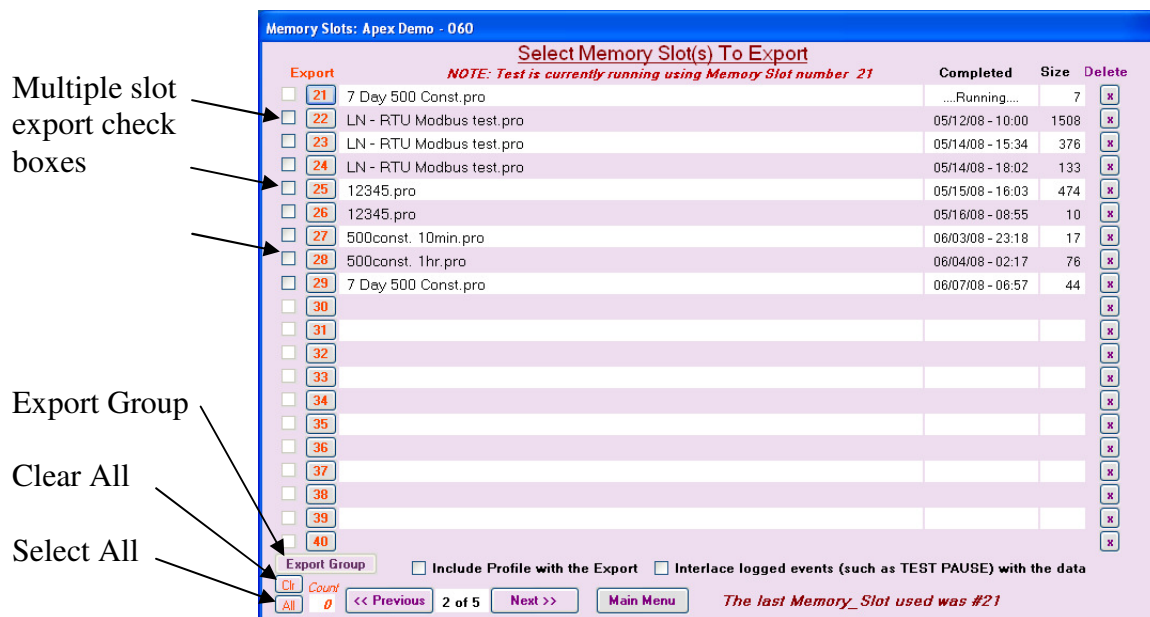 Memory Slots: Apex Demo - 060
Select Memory Slot(s) To Export
Export NOTE: Test is currently running using Memory Slot number 21 Completed Size Delete
Multiple slot
export check
boxes
21 7 Day 500 Const.pro ....Running.... 7 x
22 LN - RTU Modbus test.pro 05/12/08 - 10:00 1508 x
23 LN - RTU Modbus test.pro 05/14/08 - 15:34 376 x
24 LN - RTU Modbus test.pro 05/14/08 - 18:02 133 x
25 12345.pro 05/15/08 - 16:03 474 x
26 12345.pro 05/16/08 - 08:55 10 x
27 500const. 10min.pro 06/03/08 - 23:18 17 x
28 500const. 1hr.pro 06/04/08 - 02:17 76 x
29 7 Day 500 Const.pro 06/07/08 - 06:57 44 x
30 x
31 x
32 x
33 x
34 x
35 x
36 x
37 x
38 x
39 x
40 x
Export Group
Clear All
Select All
Export Group Include Profile with the Export Interlace logged events (such as TEST PAUSE) with the data
Clr Count
All 0 << Previous 2 of 5 Next >> Main Menu The last Memory_Slot used was #21